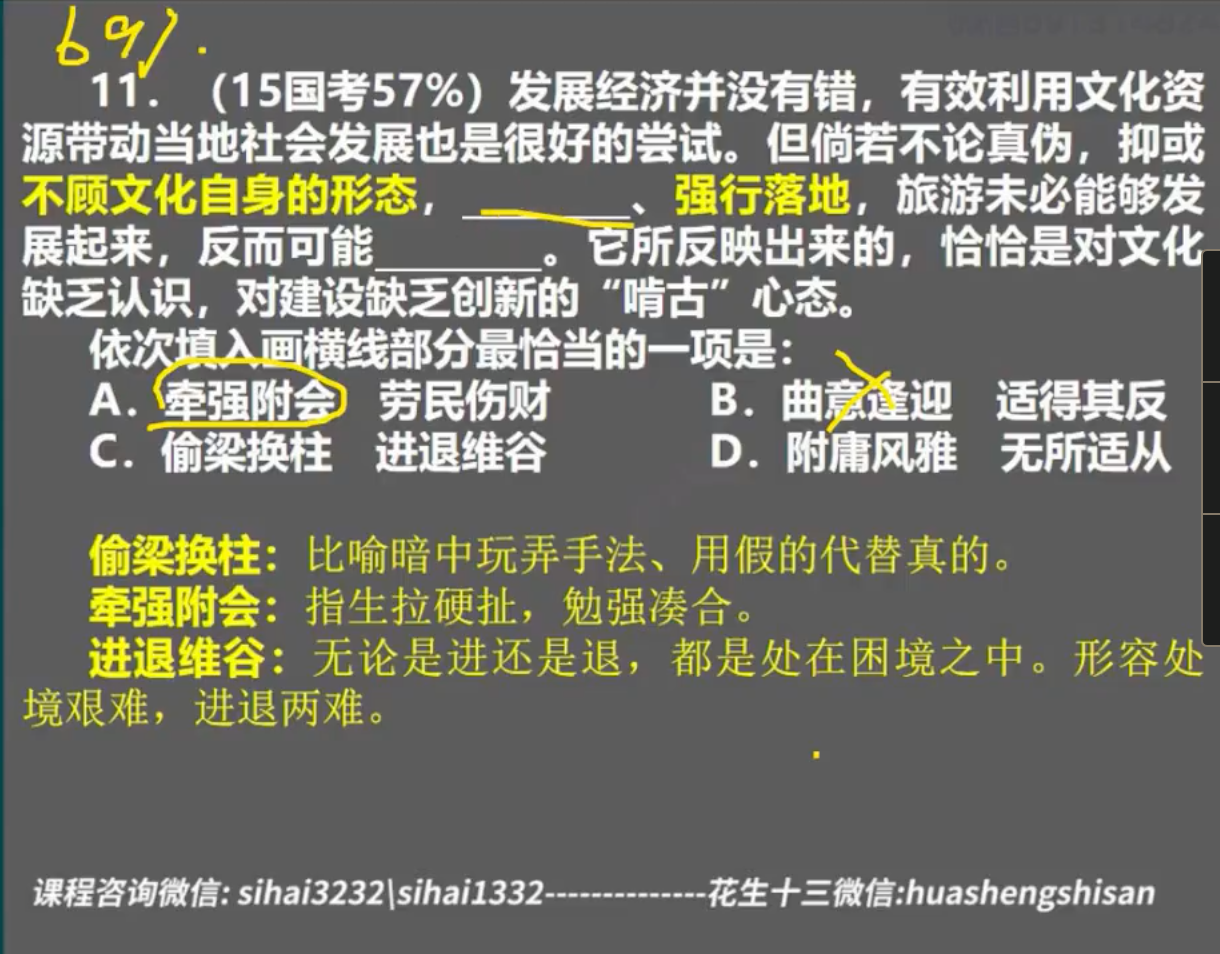 69%.
11. （15国考57%）发展经济并没有错，有效利用文化资
源带动当地社会发展也是很好的尝试。但倘若不论真伪，抑或
不顾文化自身的形态，________、强行落地，旅游未必能够发
展起来，反而可能________。它所反映出来的，恰恰是对文化
缺乏认识，对建设缺乏创新的“啃古”心态。
依次填入画横线部分最恰当的一项是：
A. 牵强附会 劳民伤财 B. 曲意逢迎 适得其反
C. 偷梁换柱 进退维谷 D. 附庸风雅 无所适从
偷梁换柱：比喻暗中玩弄手法、用假的代替真的。
牵强附会：指生拉硬扯，勉强凑合。
进退维谷：无论是进还是退，都是处在困境之中。形容处
境艰难，进退两难。
课程咨询微信: sihai3232\sihai1332--------------花生十三微信:huashengshisan